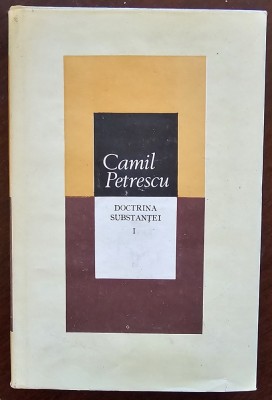 Camil
Petrescu
DOCTRINA
SUBSTANȚEI
I